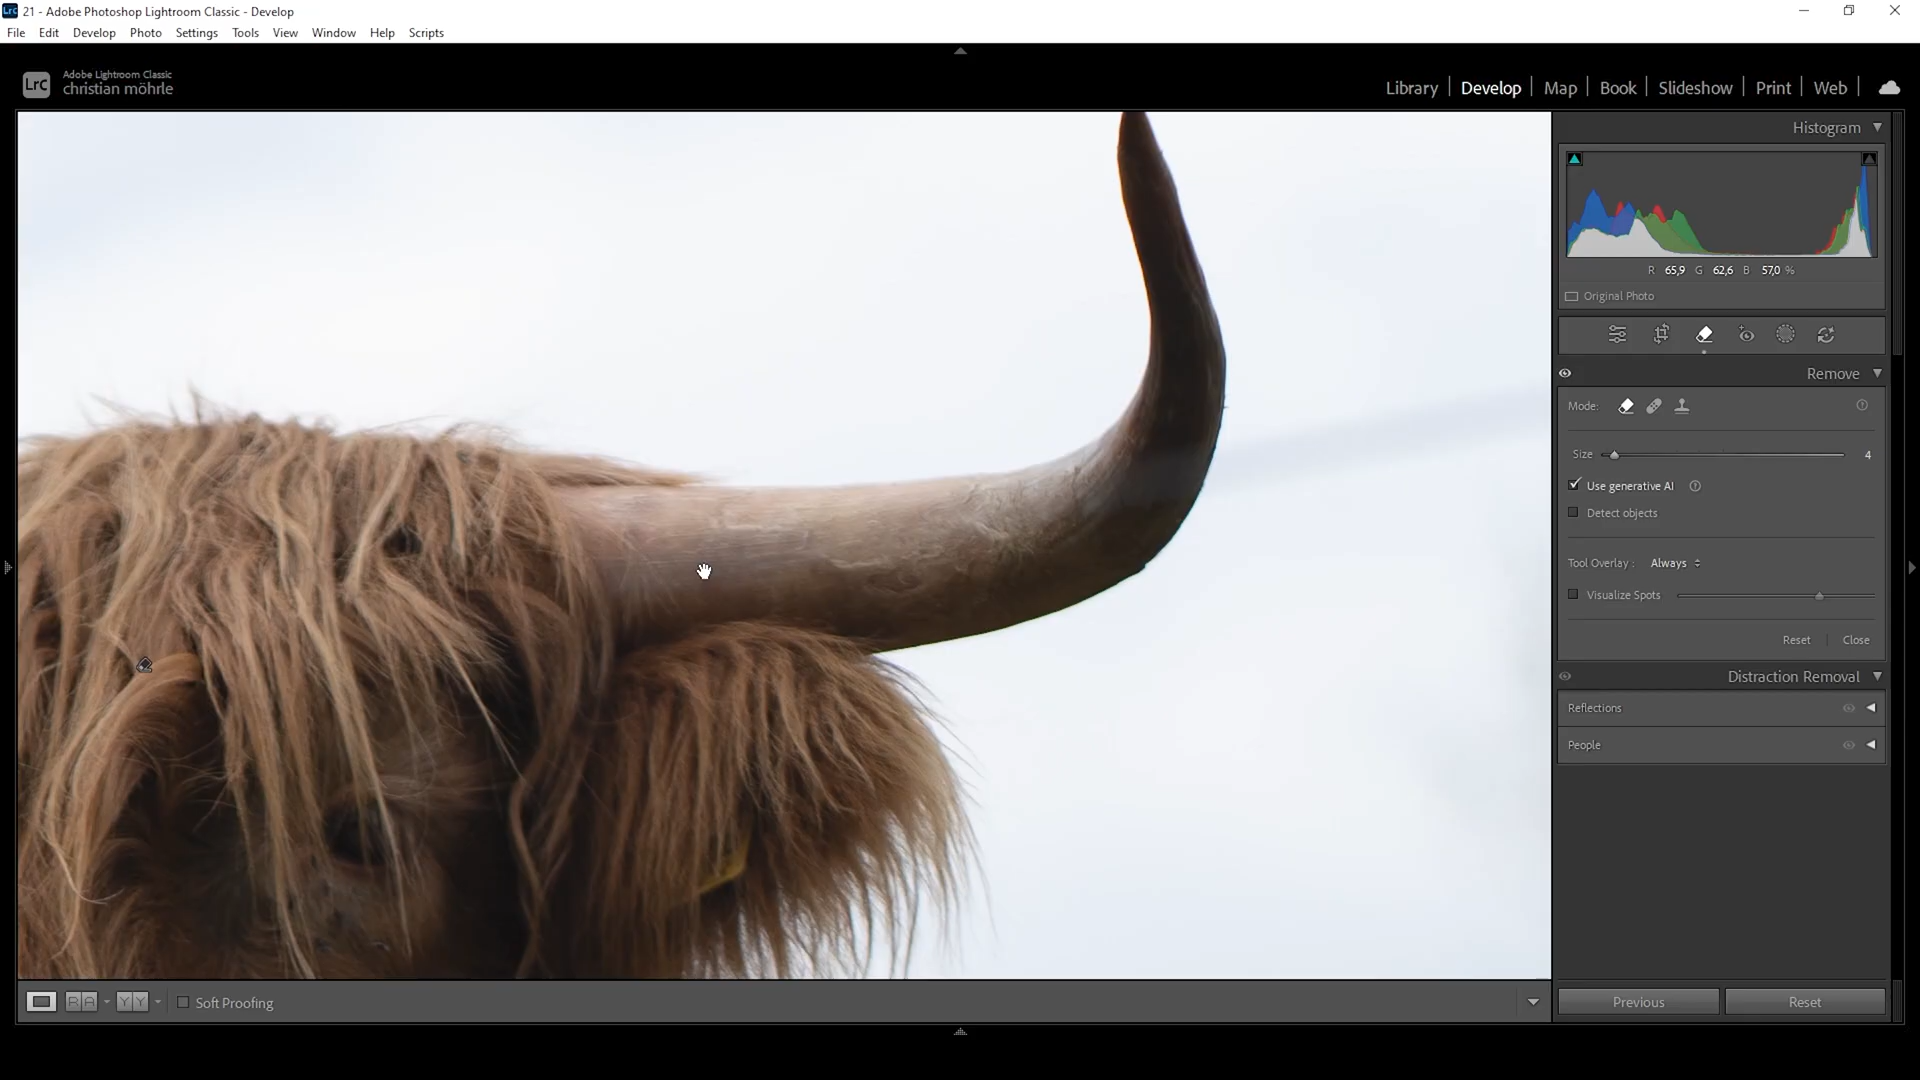 Lrc 21 - Adobe Photoshop Lightroom Classic - Develop
File Edit Develop Photo Settings Tools View Window Help Scripts
LrC Adobe Lightroom Classic
christian möhrle
Library Develop Map Book Slideshow Print Web
Histogram
R 65,9 G 62,6 B 57,0 %
Original Photo
Remove
Mode:
Size 4
Use generative AI
Detect objects
Tool Overlay : Always
Visualize Spots
Reset Close
Distraction Removal
Reflections
People
R A Y Y Soft Proofing
Previous Reset